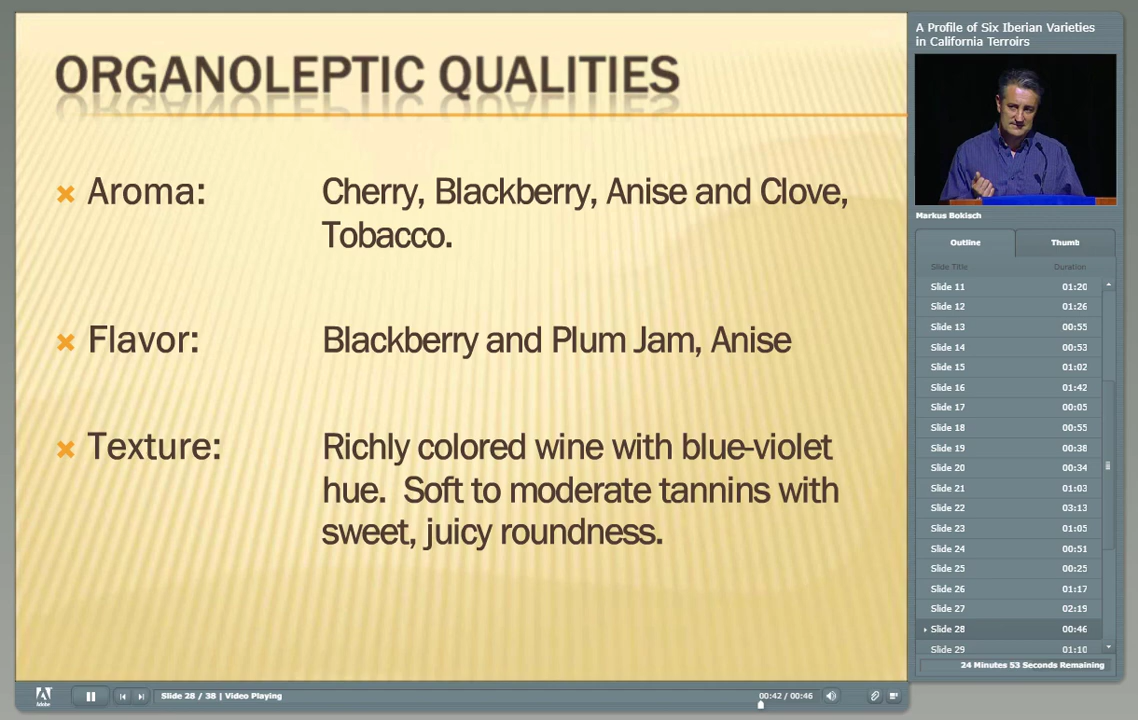 ORGANOLEPTIC QUALITIES
Aroma: Cherry, Blackberry, Anise and Clove,
Tobacco.
Flavor: Blackberry and Plum Jam, Anise
Texture: Richly colored wine with blue-violet
hue. Soft to moderate tannins with
sweet, juicy roundness.
A Profile of Six Iberian Varieties
in California Terroirs
Markus Bokisch
Outline Thumb
Slide Title Duration
Slide 11 01:20
Slide 12 01:26
Slide 13 00:55
Slide 14 00:53
Slide 15 01:02
Slide 16 01:42
Slide 17 00:05
Slide 18 00:55
Slide 19 00:38
Slide 20 00:34
Slide 21 01:03
Slide 22 03:13
Slide 23 01:05
Slide 24 00:51
Slide 25 00:25
Slide 26 01:17
Slide 27 02:19
Slide 28 00:46
Slide 29 01:10
24 Minutes 53 Seconds Remaining
Adobe
Slide 28 / 38 | Video Playing
00:42 / 00:46